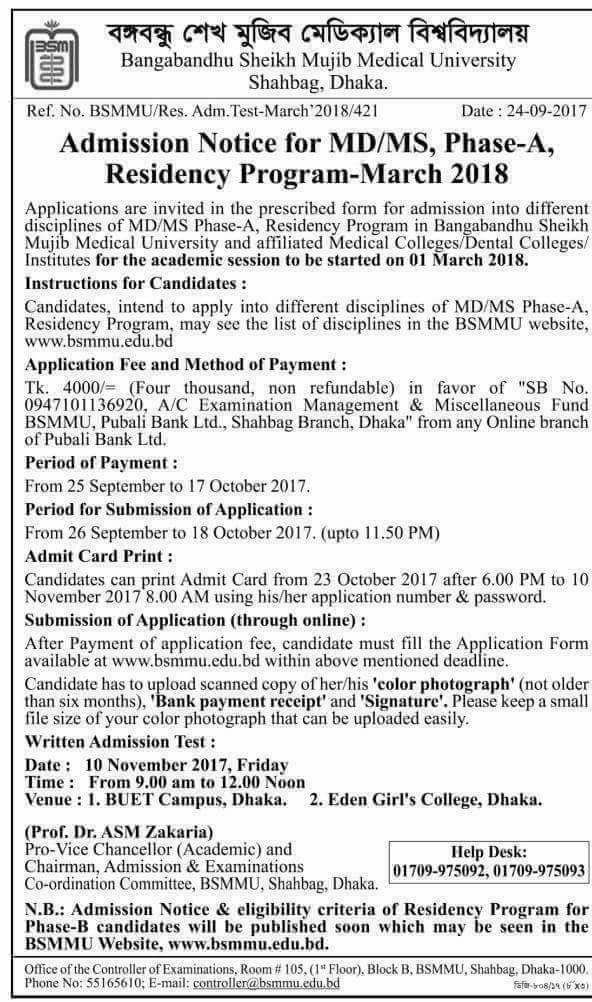 BSM
বঙ্গবন্ধু শেখ মুজিব মেডিক্যাল বিশ্ববিদ্যালয়
Bangabandhu Sheikh Mujib Medical University
Shahbag, Dhaka.
Ref. No. BSMMU/Res. Adm.Test-March'2018/421 Date : 24-09-2017
Admission Notice for MD/MS, Phase-A,
Residency Program-March 2018
Applications are invited in the prescribed form for admission into different
disciplines of MD/MS Phase-A, Residency Program in Bangabandhu Sheikh
Mujib Medical University and affiliated Medical Colleges/Dental Colleges/
Institutes for the academic session to be started on 01 March 2018.
Instructions for Candidates :
Candidates, intend to apply into different disciplines of MD/MS Phase-A,
Residency Program, may see the list of disciplines in the BSMMU website,
www.bsmmu.edu.bd
Application Fee and Method of Payment :
Tk. 4000/= (Four thousand, non refundable) in favor of "SB No.
0947101136920, A/C Examination Management & Miscellaneous Fund
BSMMU, Pubali Bank Ltd., Shahbag Branch, Dhaka" from any Online branch
of Pubali Bank Ltd.
Period of Payment :
From 25 September to 17 October 2017.
Period for Submission of Application :
From 26 September to 18 October 2017. (upto 11.50 PM)
Admit Card Print :
Candidates can print Admit Card from 23 October 2017 after 6.00 PM to 10
November 2017 8.00 AM using his/her application number & password.
Submission of Application (through online) :
After Payment of application fee, candidate must fill the Application Form
available at www.bsmmu.edu.bd within above mentioned deadline.
Candidate has to upload scanned copy of her/his 'color photograph' (not older
than six months), 'Bank payment receipt' and 'Signature'. Please keep a small
file size of your color photograph that can be uploaded easily.
Written Admission Test :
Date : 10 November 2017, Friday
Time : From 9.00 am to 12.00 Noon
Venue : 1. BUET Campus, Dhaka. 2. Eden Girl's College, Dhaka.
(Prof. Dr. ASM Zakaria)
Pro-Vice Chancellor (Academic) and
Chairman, Admission & Examinations
Co-ordination Committee, BSMMU, Shahbag, Dhaka.
Help Desk:
01709-975092, 01709-975093
N.B.: Admission Notice & eligibility criteria of Residency Program for
Phase-B candidates will be published soon which may be seen in the
BSMMU Website, www.bsmmu.edu.bd.
Office of the Controller of Examinations, Room # 105, (1st Floor), Block B, BSMMU, Shahbag, Dhaka-1000.
Phone No: 55165610; E-mail: controller@bsmmu.edu.bd
ডিজি-৮০৪/১৭ (৮˝x৩)